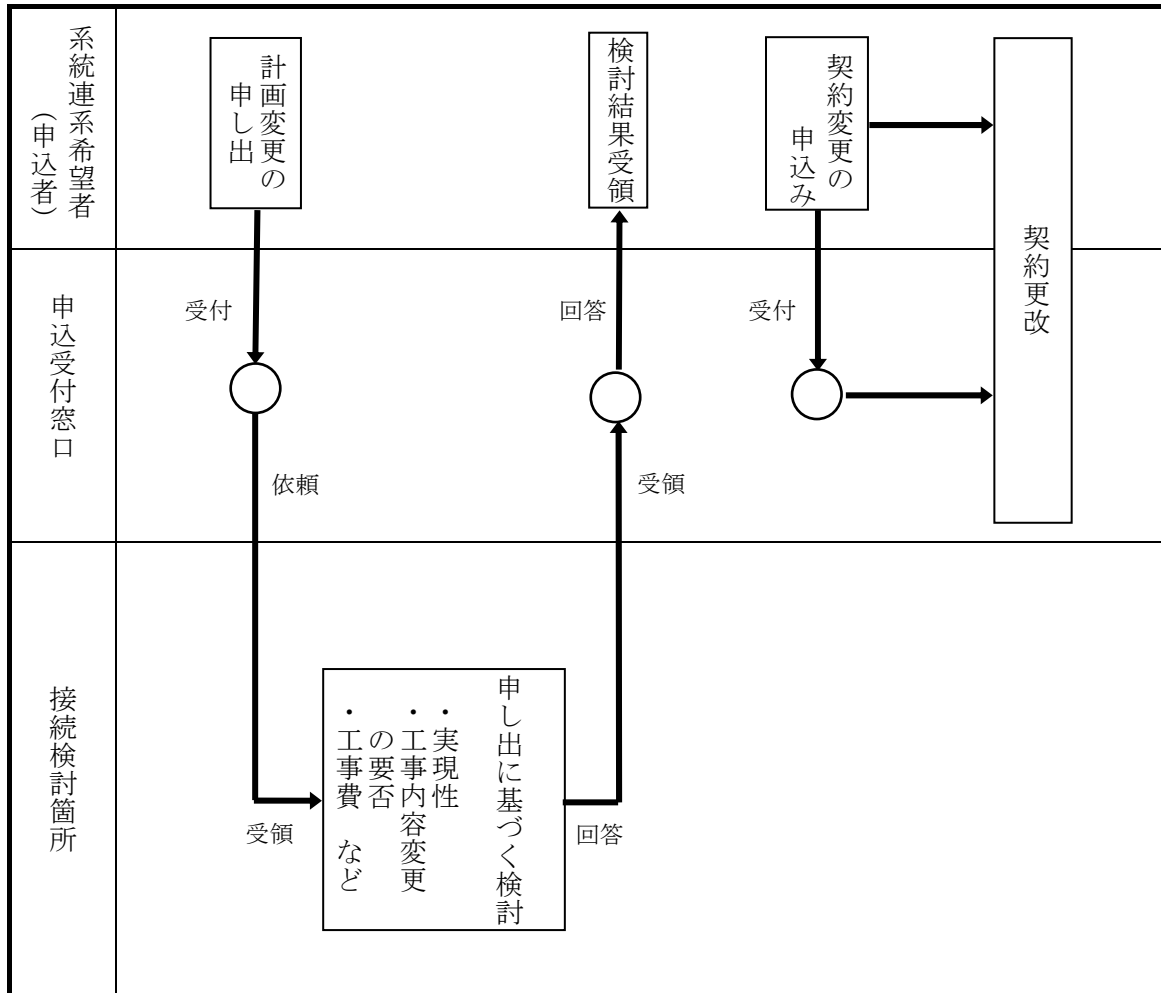 系統連系希望者
(申込者)
計画変更の
申し出
検討結果受領
契約変更の
申込み
契約更改
申込受付窓口
受付
回答
受付
依頼
受領
接続検討箇所
受領
申し出に基づく検討
・実現性
・工事内容変更
の要否
・工事費 など
回答